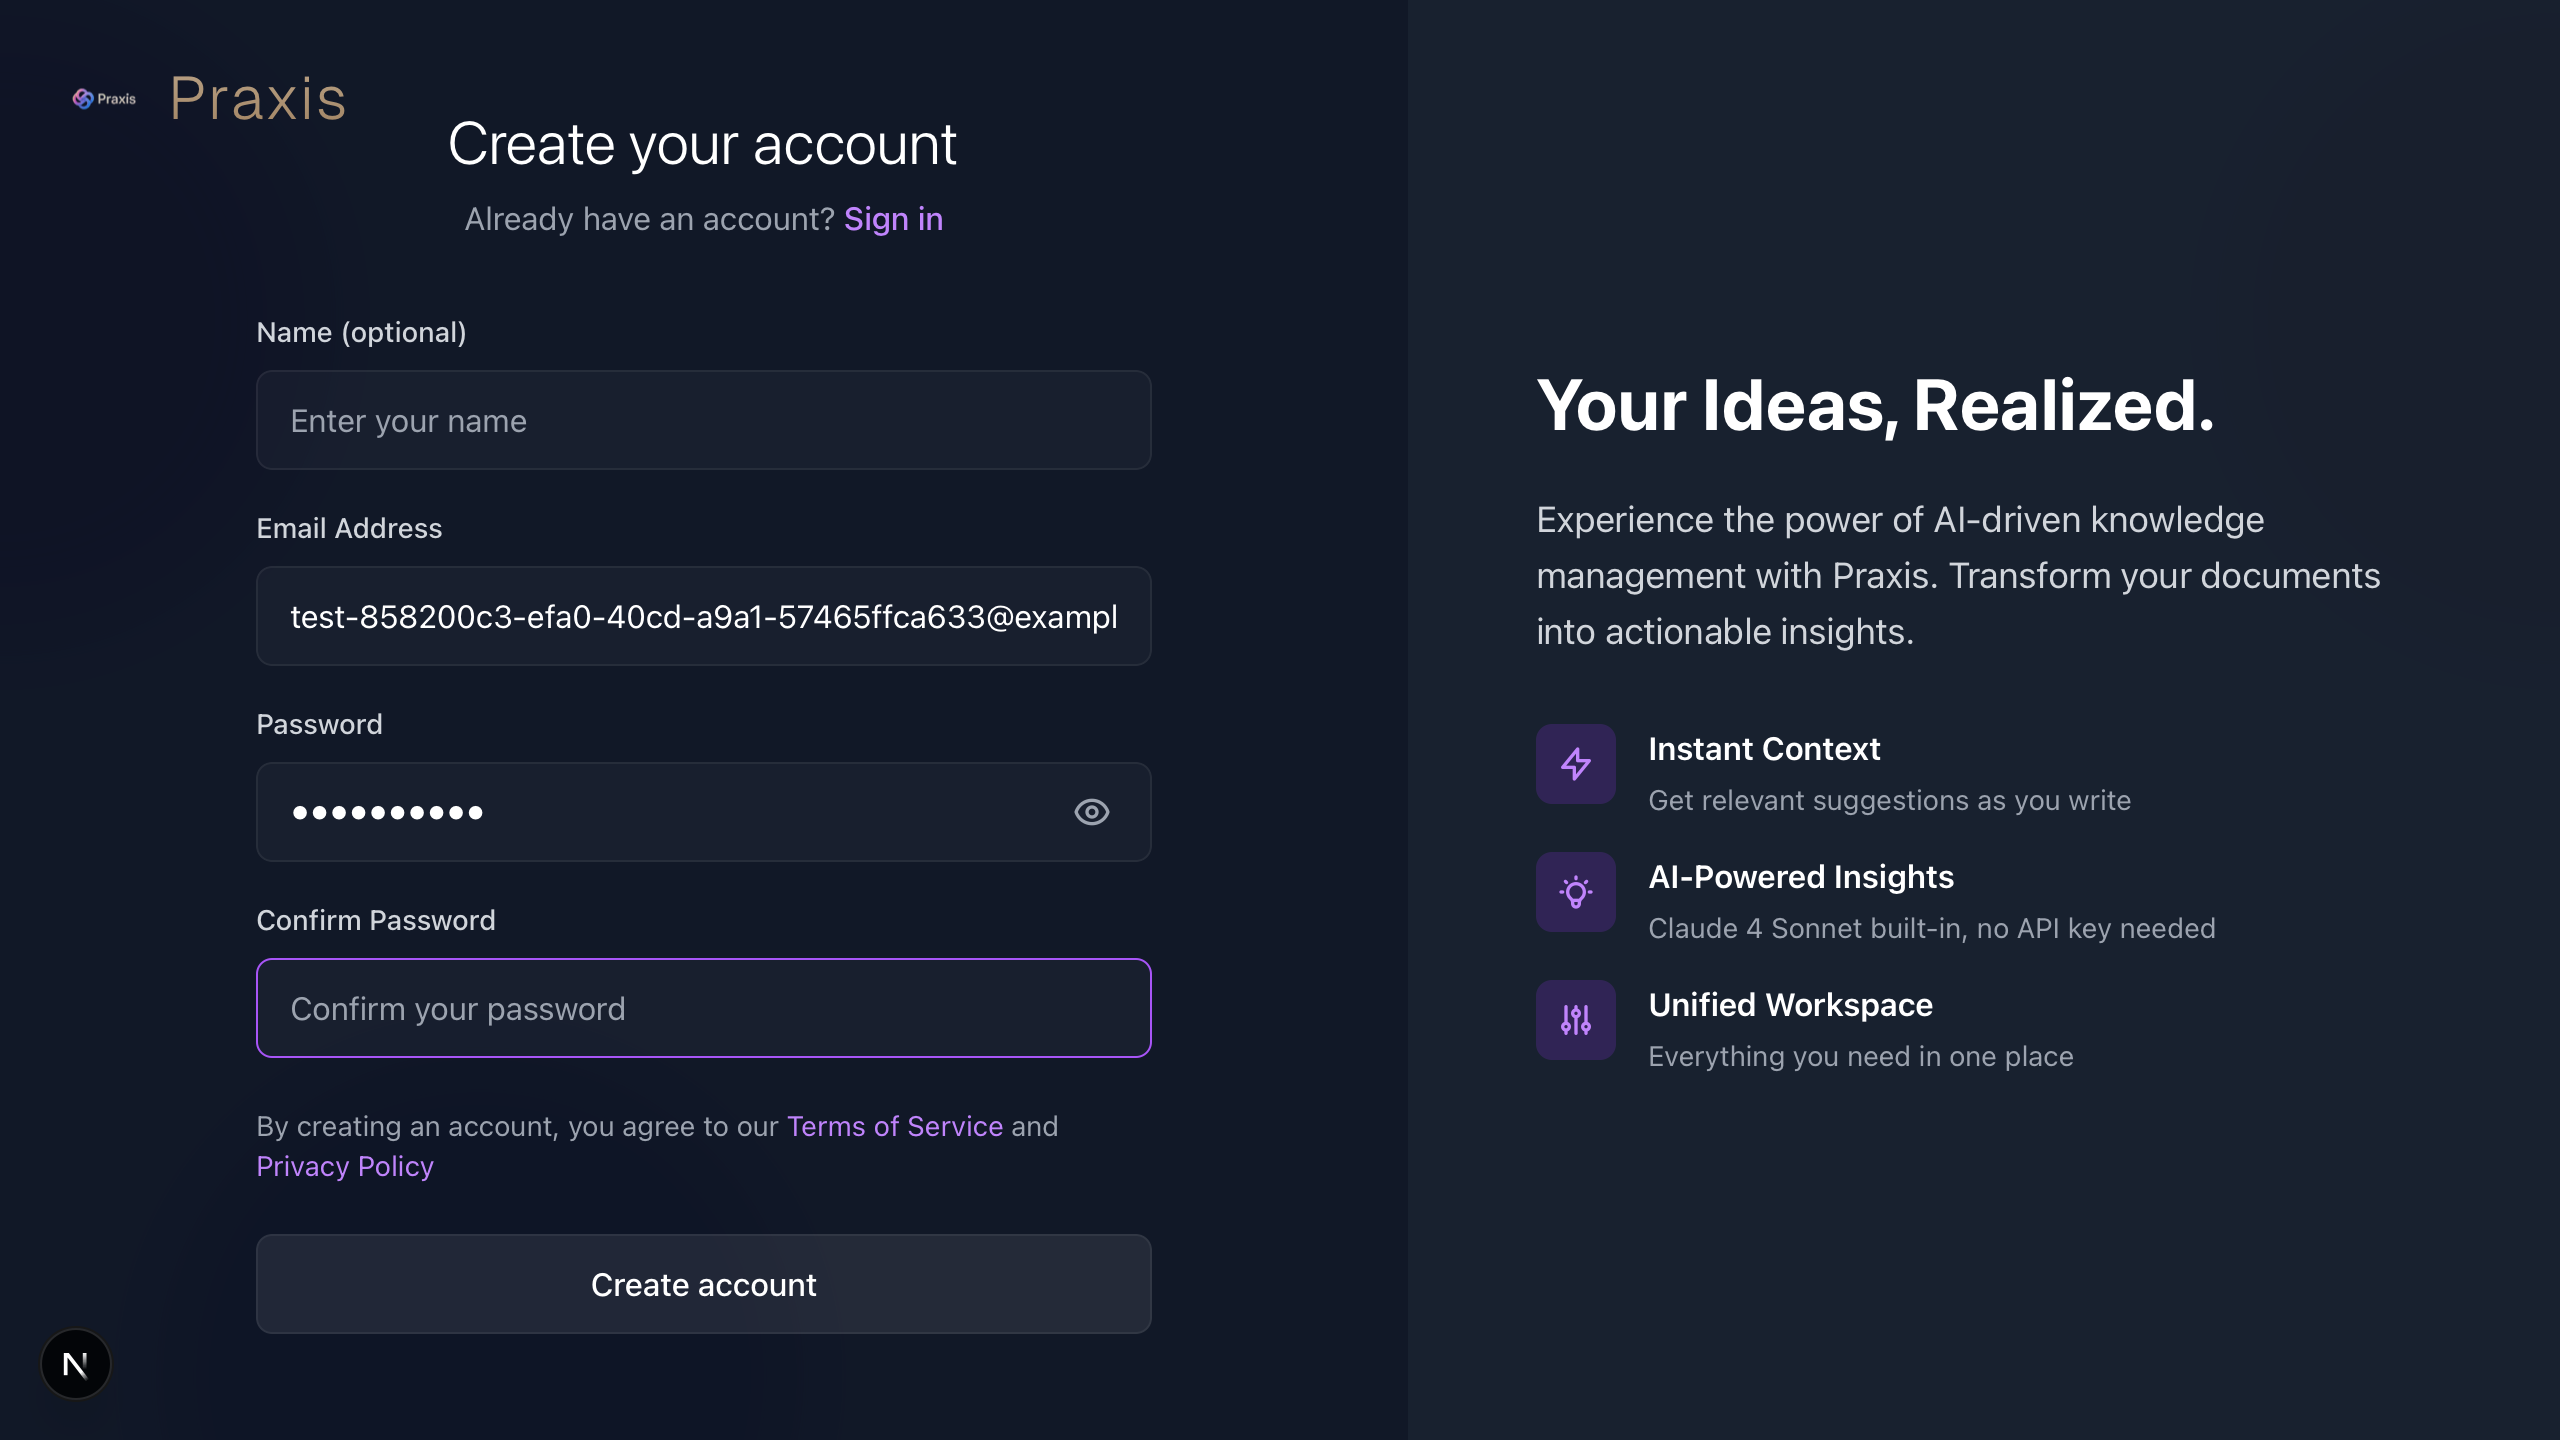 Praxis
Praxis
Create your account
Already have an account? Sign in
Name (optional)
Enter your name
Email Address
test-858200c3-efa0-40cd-a9a1-57465ffca633@exampl
Password
••••••••••
Confirm Password
Confirm your password
By creating an account, you agree to our Terms of Service and
Privacy Policy
Create account
N
Your Ideas, Realized.
Experience the power of AI-driven knowledge
management with Praxis. Transform your documents
into actionable insights.
Instant Context
Get relevant suggestions as you write
AI-Powered Insights
Claude 4 Sonnet built-in, no API key needed
Unified Workspace
Everything you need in one place